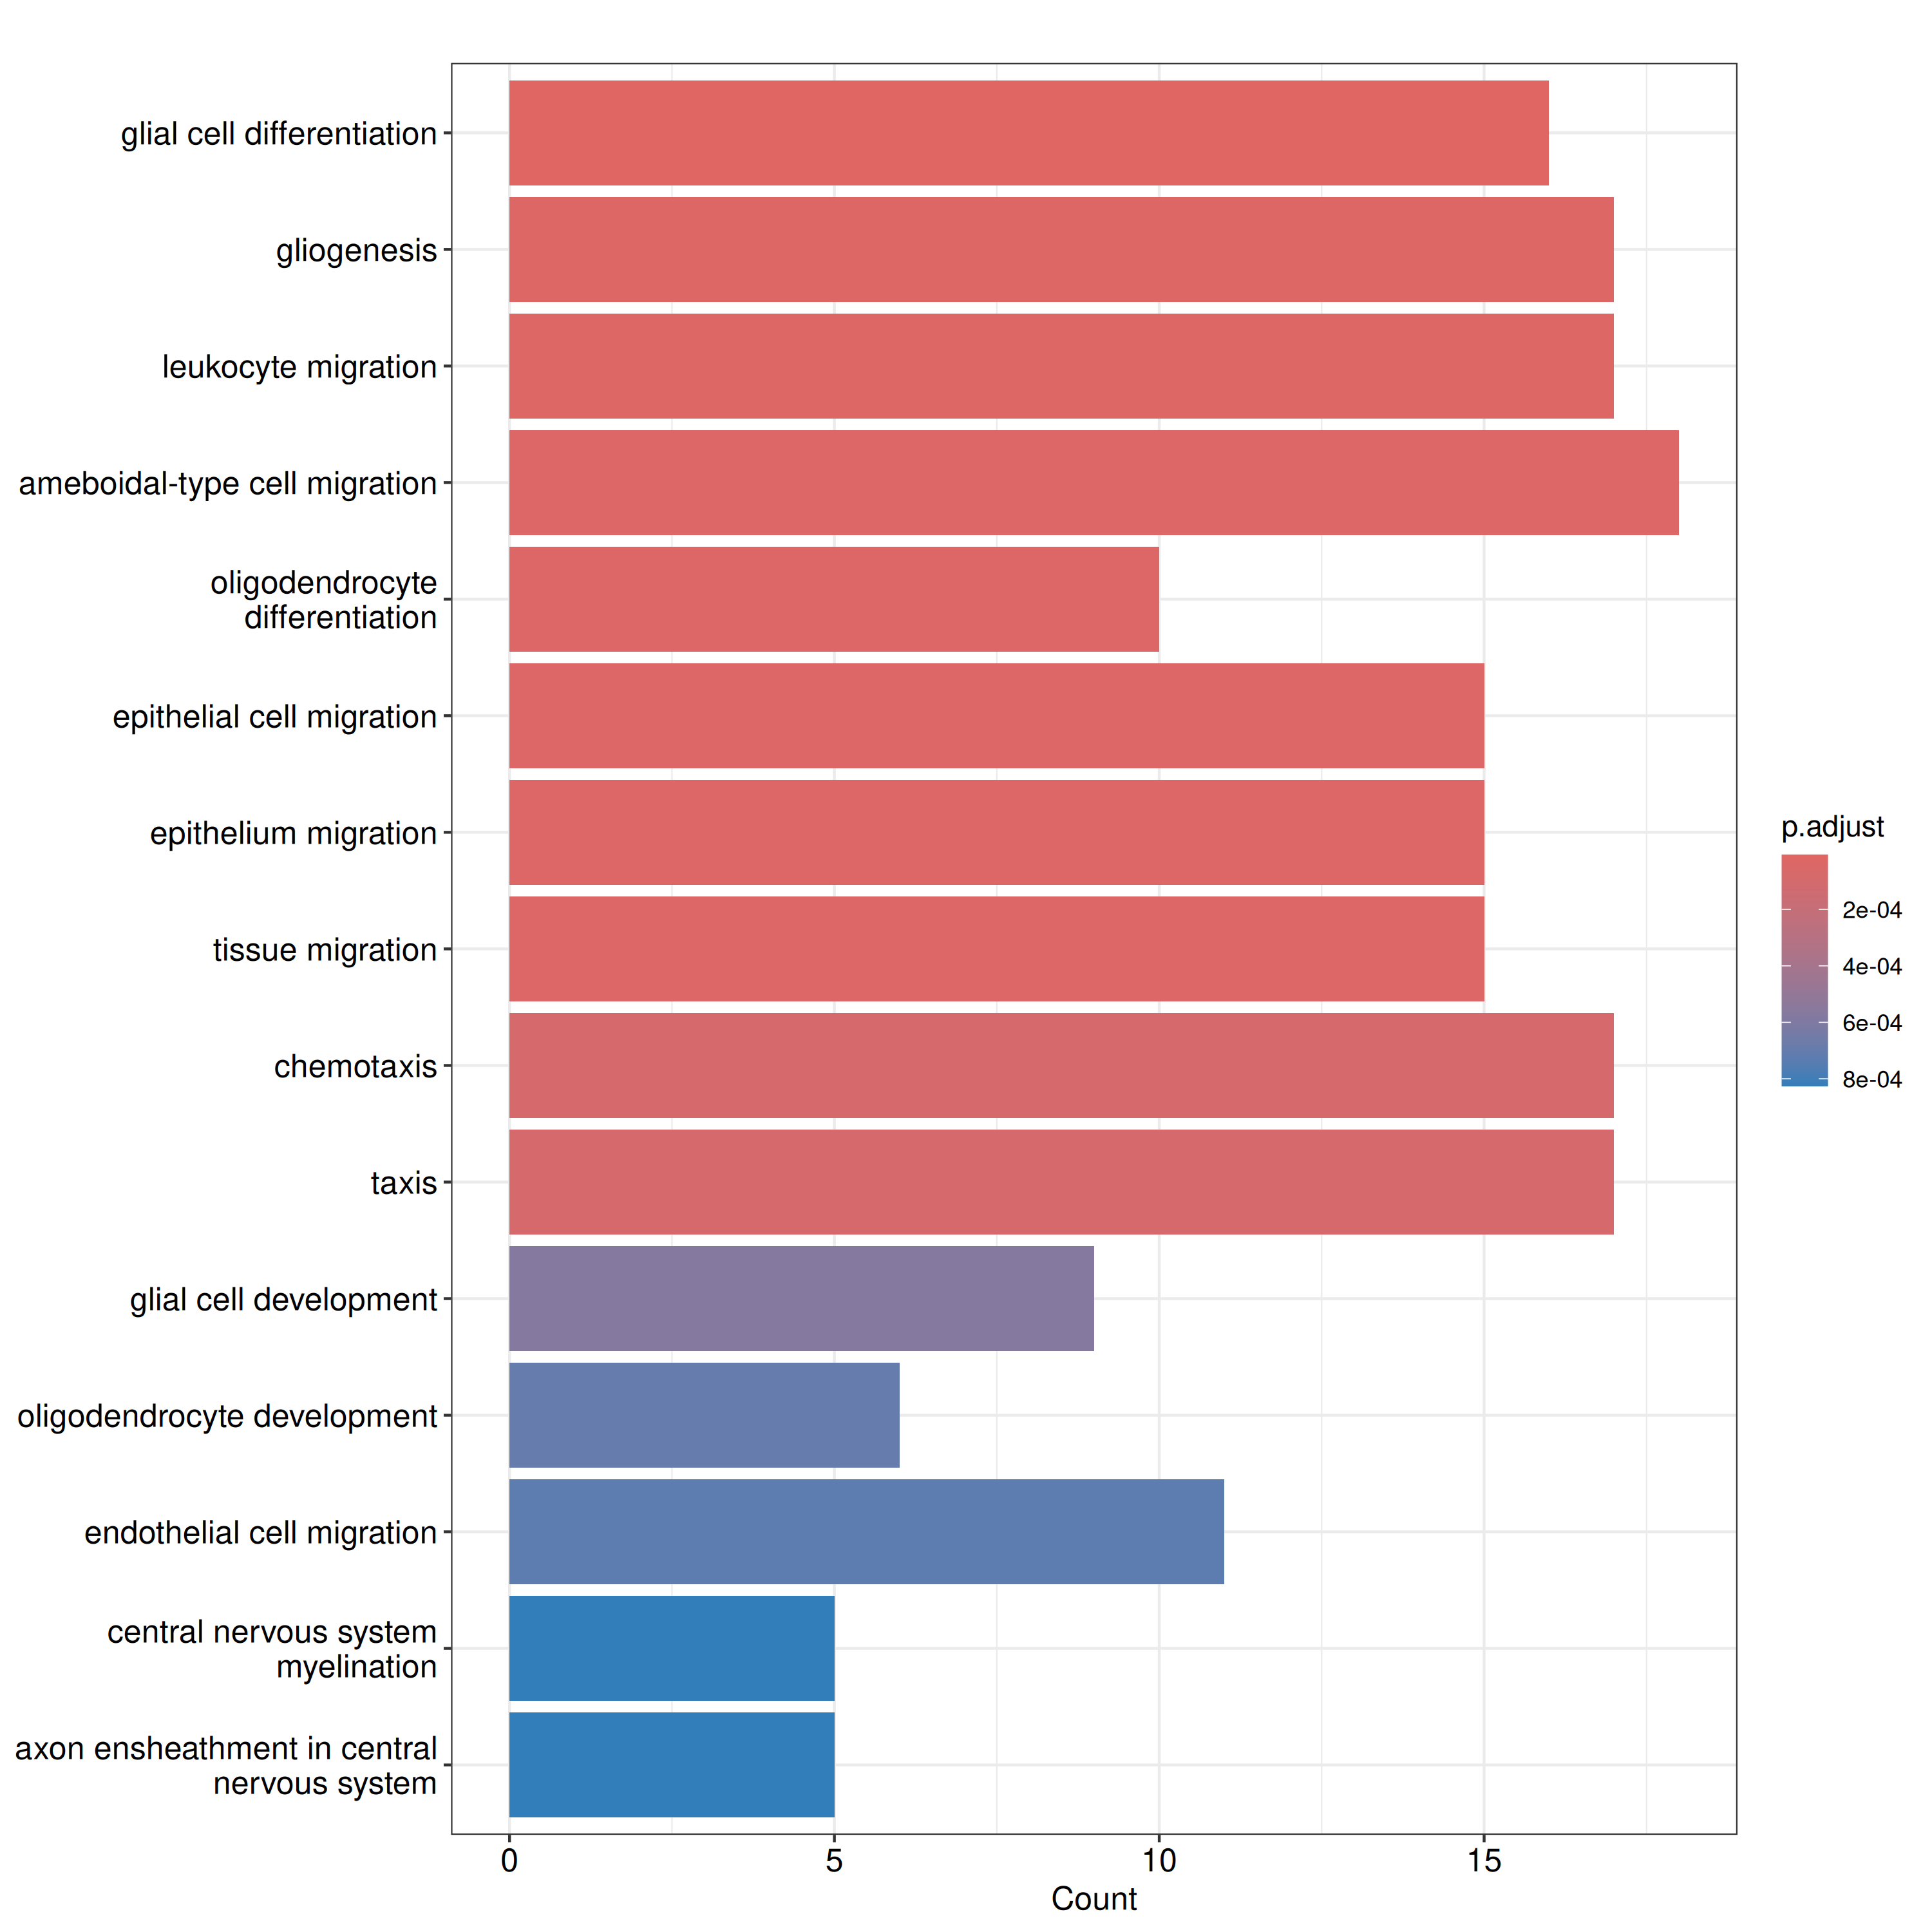 glial cell differentiation
gliogenesis
leukocyte migration
ameboidal-type cell migration
oligodendrocyte
differentiation
epithelial cell migration
epithelium migration
tissue migration
chemotaxis
taxis
glial cell development
oligodendrocyte development
endothelial cell migration
central nervous system
myelination
axon ensheathment in central
nervous system
0 5 10 15
Count
p.adjust
2e-04
4e-04
6e-04
8e-04